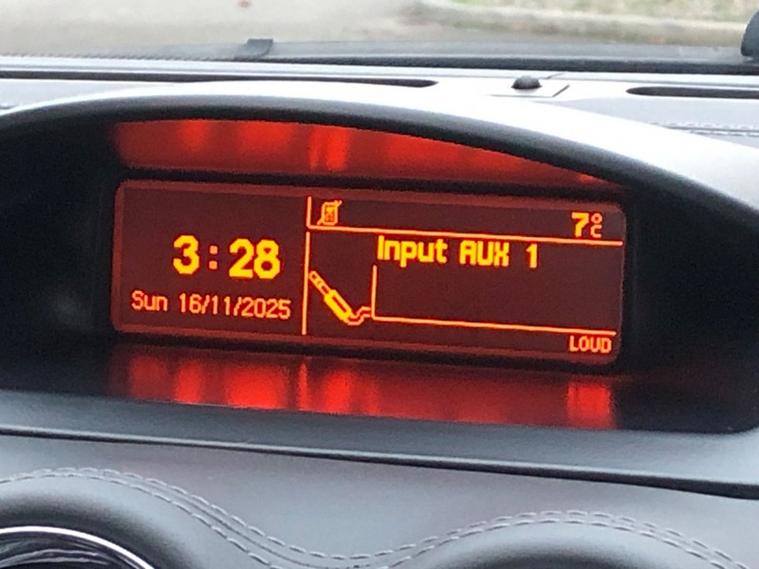 7°C
3:28
Input AUX 1
Sun 16/11/2025
LOUD